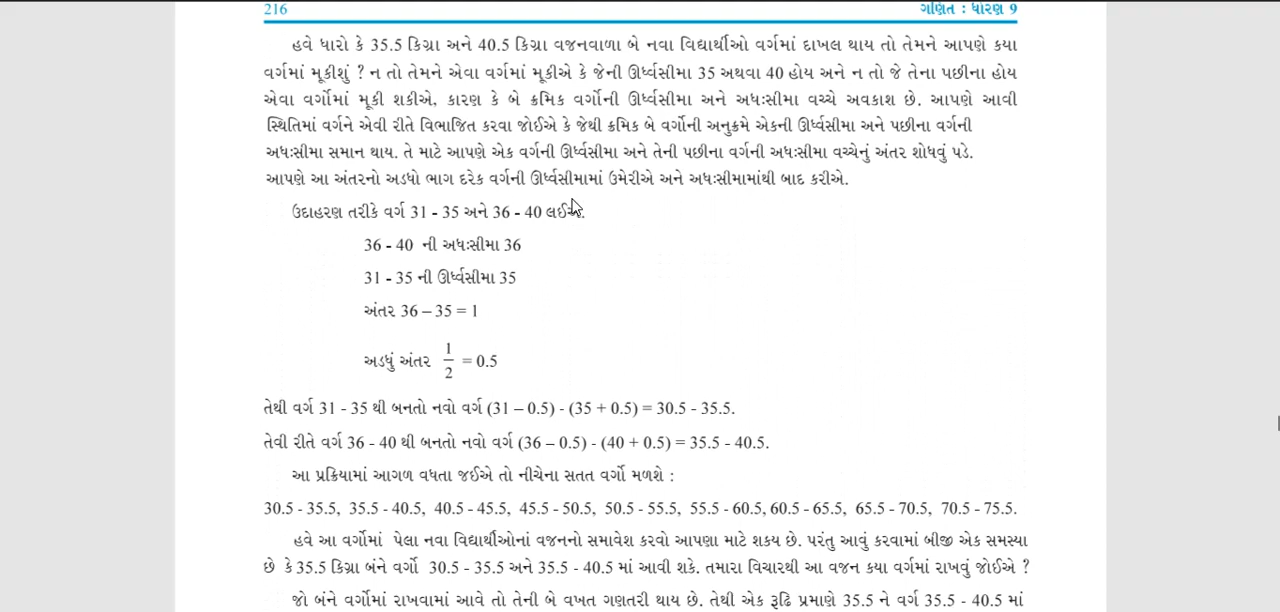 216 ગણિત : ધોરણ 9
હવે ધારો કે 35.5 કિગ્રા અને 40.5 કિગ્રા વજનવાળા બે નવા વિદ્યાર્થીઓ વર્ગમાં દાખલ થાય તો તેમને આપણે કયા
વર્ગમાં મૂકીશું ? ન તો તેમને એવા વર્ગમાં મૂકીએ કે જેની ઊર્ધ્વસીમા 35 અથવા 40 હોય અને ન તો જે તેના પછીના હોય
એવા વર્ગોમાં મૂકી શકીએ, કારણ કે બે ક્રમિક વર્ગોની ઊર્ધ્વસીમા અને અધઃસીમા વચ્ચે અવકાશ છે. આપણે આવી
સ્થિતિમાં વર્ગને એવી રીતે વિભાજિત કરવા જોઈએ કે જેથી ક્રમિક બે વર્ગોની અનુક્રમે એકની ઊર્ધ્વસીમા અને પછીના વર્ગની
અધઃસીમા સમાન થાય. તે માટે આપણે એક વર્ગની ઊર્ધ્વસીમા અને તેની પછીના વર્ગની અધઃસીમા વચ્ચેનું અંતર શોધવું પડે.
આપણે આ અંતરનો અડધો ભાગ દરેક વર્ગની ઊર્ધ્વસીમામાં ઉમેરીએ અને અધઃસીમામાંથી બાદ કરીએ.
ઉદાહરણ તરીકે વર્ગ 31 - 35 અને 36 - 40 લઈએ.
36 - 40 ની અધઃસીમા 36
31 - 35 ની ઊર્ધ્વસીમા 35
અંતર 36 – 35 = 1
અડધું અંતર 1/2 = 0.5
તેથી વર્ગ 31 - 35 થી બનતો નવો વર્ગ (31 – 0.5) - (35 + 0.5) = 30.5 - 35.5.
તેવી રીતે વર્ગ 36 - 40 થી બનતો નવો વર્ગ (36 – 0.5) - (40 + 0.5) = 35.5 - 40.5.
આ પ્રક્રિયામાં આગળ વધતા જઈએ તો નીચેના સતત વર્ગો મળશે :
30.5 - 35.5, 35.5 - 40.5, 40.5 - 45.5, 45.5 - 50.5, 50.5 - 55.5, 55.5 - 60.5, 60.5 - 65.5, 65.5 - 70.5, 70.5 - 75.5.
હવે આ વર્ગોમાં પેલા નવા વિદ્યાર્થીઓનાં વજનનો સમાવેશ કરવો આપણા માટે શક્ય છે. પરંતુ આવું કરવામાં બીજી એક સમસ્યા
છે કે 35.5 કિગ્રા બંને વર્ગો 30.5 - 35.5 અને 35.5 - 40.5 માં આવી શકે. તમારા વિચારથી આ વજન કયા વર્ગમાં રાખવું જોઈએ ?
જો બંને વર્ગોમાં રાખવામાં આવે તો તેની બે વખત ગણતરી થાય છે. તેથી એક રૂઢિ પ્રમાણે 35.5 ને વર્ગ 35.5 - 40.5 માં